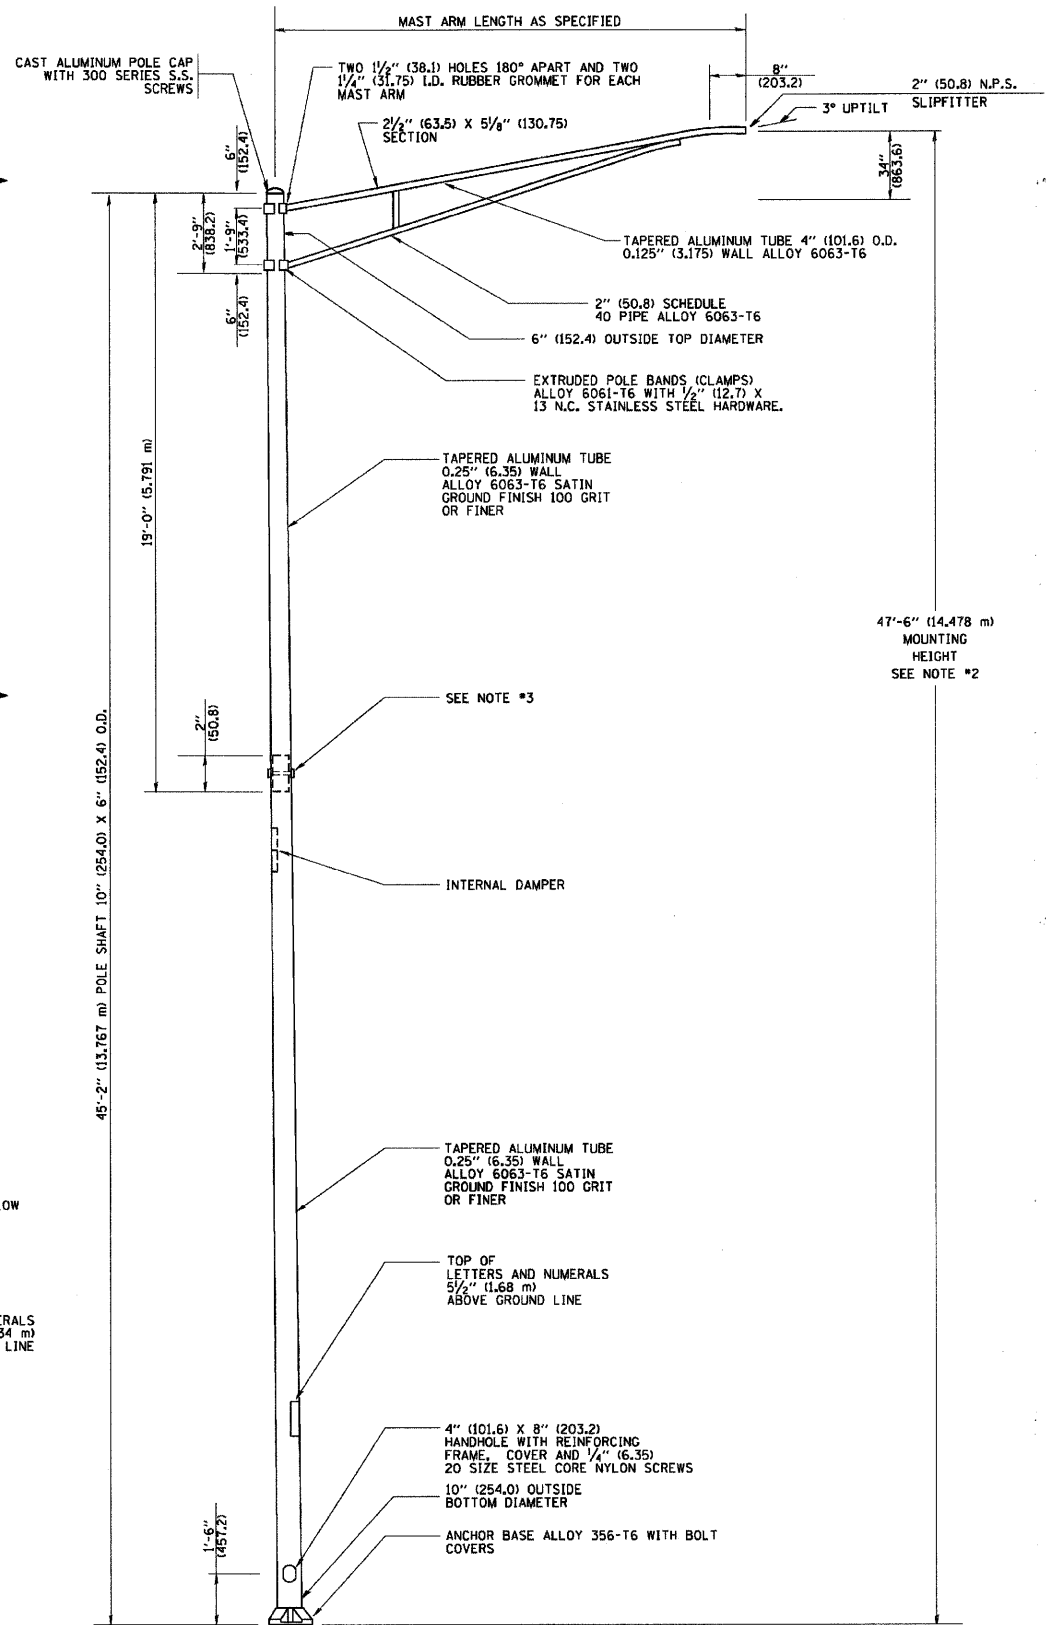 MAST ARM LENGTH AS SPECIFIED
CAST ALUMINUM POLE CAP
WITH 300 SERIES S.S.
SCREWS
TWO 1½" (38.1) HOLES 180° APART AND TWO
1¼" (31.75) I.D. RUBBER GROMMET FOR EACH
MAST ARM
8"
(203.2)
2" (50.8) N.P.S.
SLIPFITTER
3° UPTILT
2½" (63.5) X 5⅛" (130.75)
SECTION
6"
(152.4)
34"
(863.6)
2'-9"
(838.2)
1'-9"
(533.4)
TAPERED ALUMINUM TUBE 4" (101.6) O.D.
0.125" (3.175) WALL ALLOY 6063-T6
6"
(152.4)
2" (50.8) SCHEDULE
40 PIPE ALLOY 6063-T6
6" (152.4) OUTSIDE TOP DIAMETER
EXTRUDED POLE BANDS (CLAMPS)
ALLOY 6061-T6 WITH ½" (12.7) X
13 N.C. STAINLESS STEEL HARDWARE.
TAPERED ALUMINUM TUBE
0.25" (6.35) WALL
ALLOY 6063-T6 SATIN
GROUND FINISH 100 GRIT
OR FINER
19'-0" (5.791 m)
47'-6" (14.478 m)
MOUNTING
HEIGHT
SEE NOTE #2
SEE NOTE #3
2"
(50.8)
45'-2" (13.767 m) POLE SHAFT 10" (254.0) X 6" (152.4) O.D.
INTERNAL DAMPER
TAPERED ALUMINUM TUBE
0.25" (6.35) WALL
ALLOY 6063-T6 SATIN
GROUND FINISH 100 GRIT
OR FINER
OW
TOP OF
LETTERS AND NUMERALS
5½" (1.68 m)
ABOVE GROUND LINE
ERALS
34 m)
LINE
4" (101.6) X 8" (203.2)
HANDHOLE WITH REINFORCING
FRAME, COVER AND ¼" (6.35)
20 SIZE STEEL CORE NYLON SCREWS
10" (254.0) OUTSIDE
BOTTOM DIAMETER
1'-6"
(457.2)
ANCHOR BASE ALLOY 356-T6 WITH BOLT
COVERS